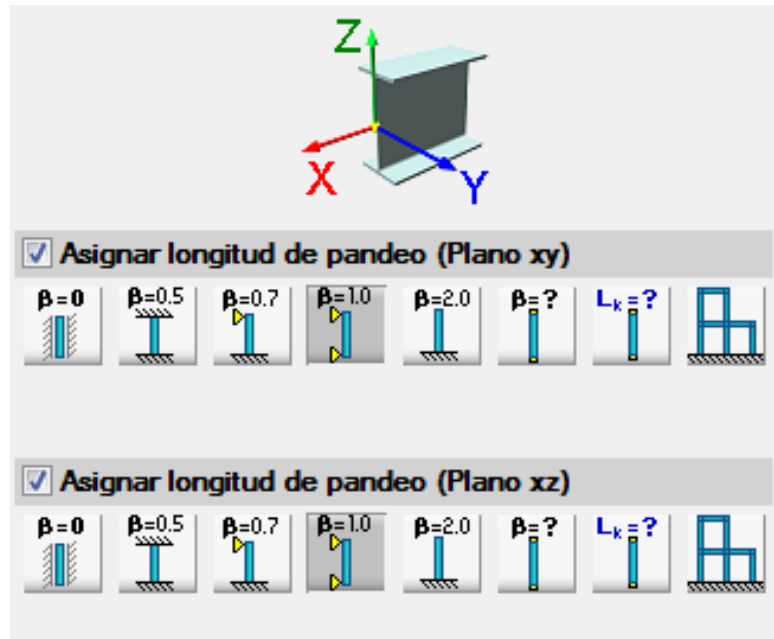 Z
X
Y
Asignar longitud de pandeo (Plano xy)
β=0 β=0.5 β=0.7 β=1.0 β=2.0 β=? Lk=?
Asignar longitud de pandeo (Plano xz)
β=0 β=0.5 β=0.7 β=1.0 β=2.0 β=? Lk=?